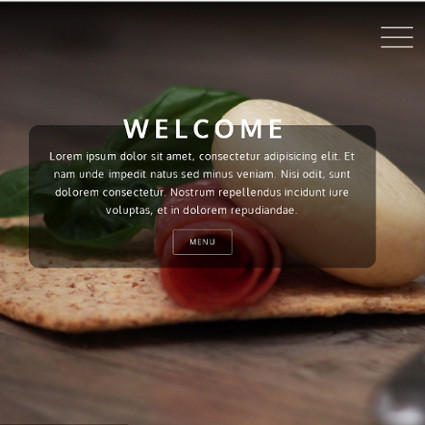 WELCOME
Lorem ipsum dolor sit amet, consectetur adipisicing elit. Et
nam unde impedit natus sed minus veniam. Nisi odit, sunt
dolorem consectetur. Nostrum repellendus incidunt iure
voluptas, et in dolorem repudiandae.
MENU